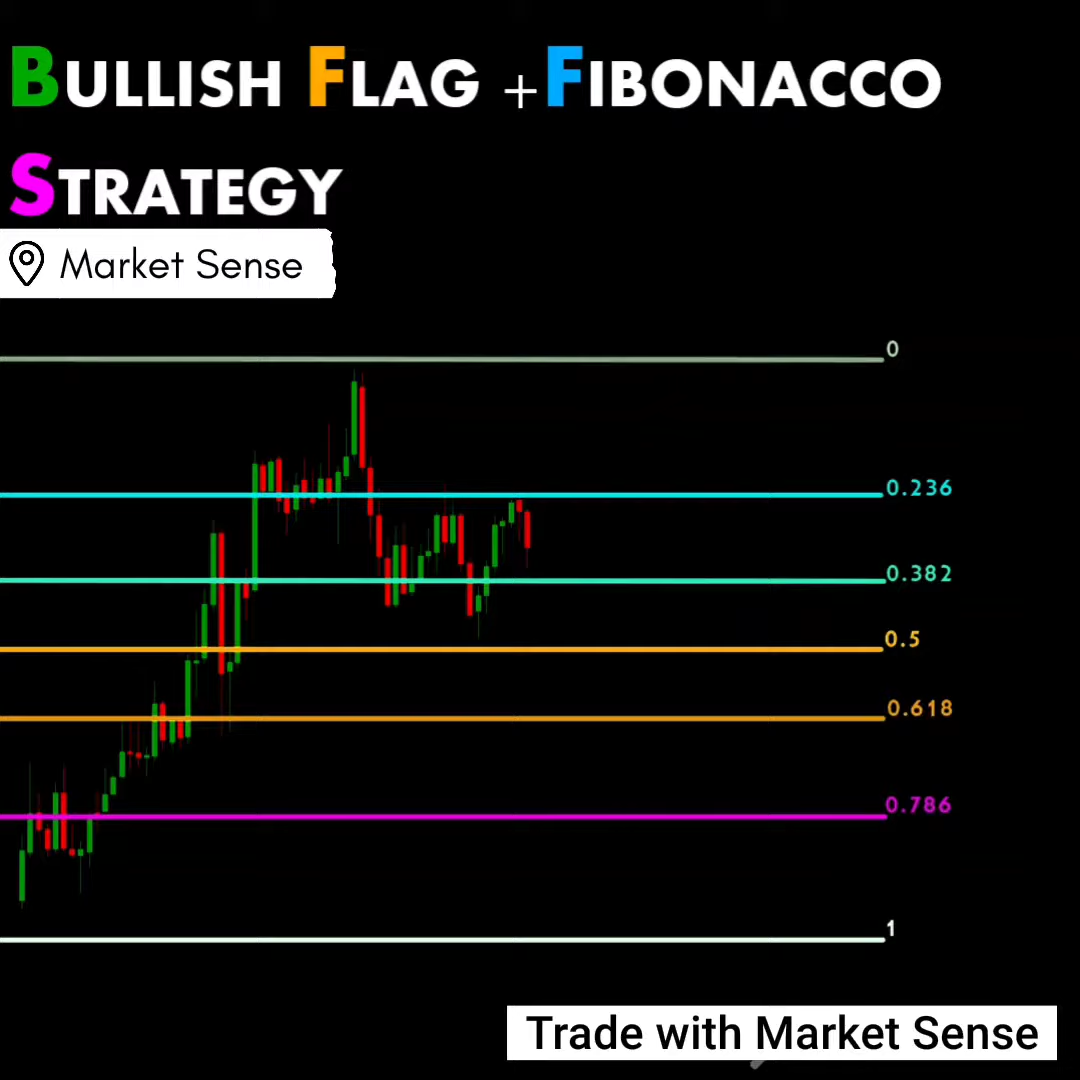 BULLISH FLAG +FIBONACCO
STRATEGY
Market Sense
0
0.236
0.382
0.5
0.618
0.786
1
Trade with Market Sense